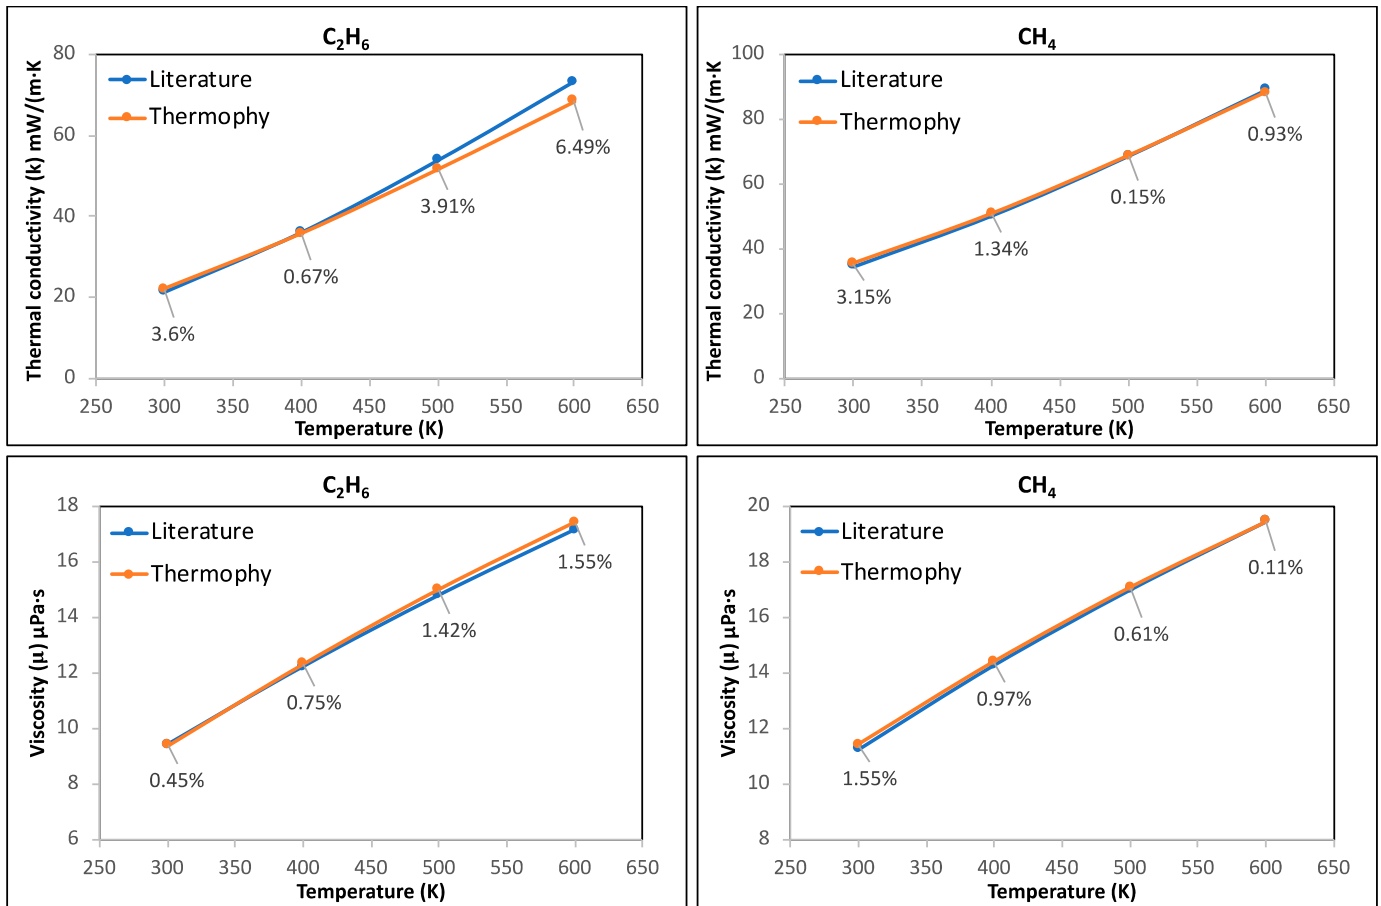 C₂H₆
Thermal conductivity (k) mW/(m·K
80
60
40
20
0
Literature
Thermophy
3.6%
0.67%
3.91%
6.49%
250 300 350 400 450 500 550 600 650
Temperature (K)
CH₄
Thermal conductivity (k) mW/(m·K
100
80
60
40
20
0
Literature
Thermophy
3.15%
1.34%
0.15%
0.93%
250 300 350 400 450 500 550 600 650
Temperature (K)
C₂H₆
Viscosity (μ) μPa·s
18
16
14
12
10
8
6
Literature
Thermophy
0.45%
0.75%
1.42%
1.55%
250 300 350 400 450 500 550 600 650
Temperature (K)
CH₄
Viscosity (μ) μPa·s
20
18
16
14
12
10
8
Literature
Thermophy
1.55%
0.97%
0.61%
0.11%
250 300 350 400 450 500 550 600 650
Temperature (K)